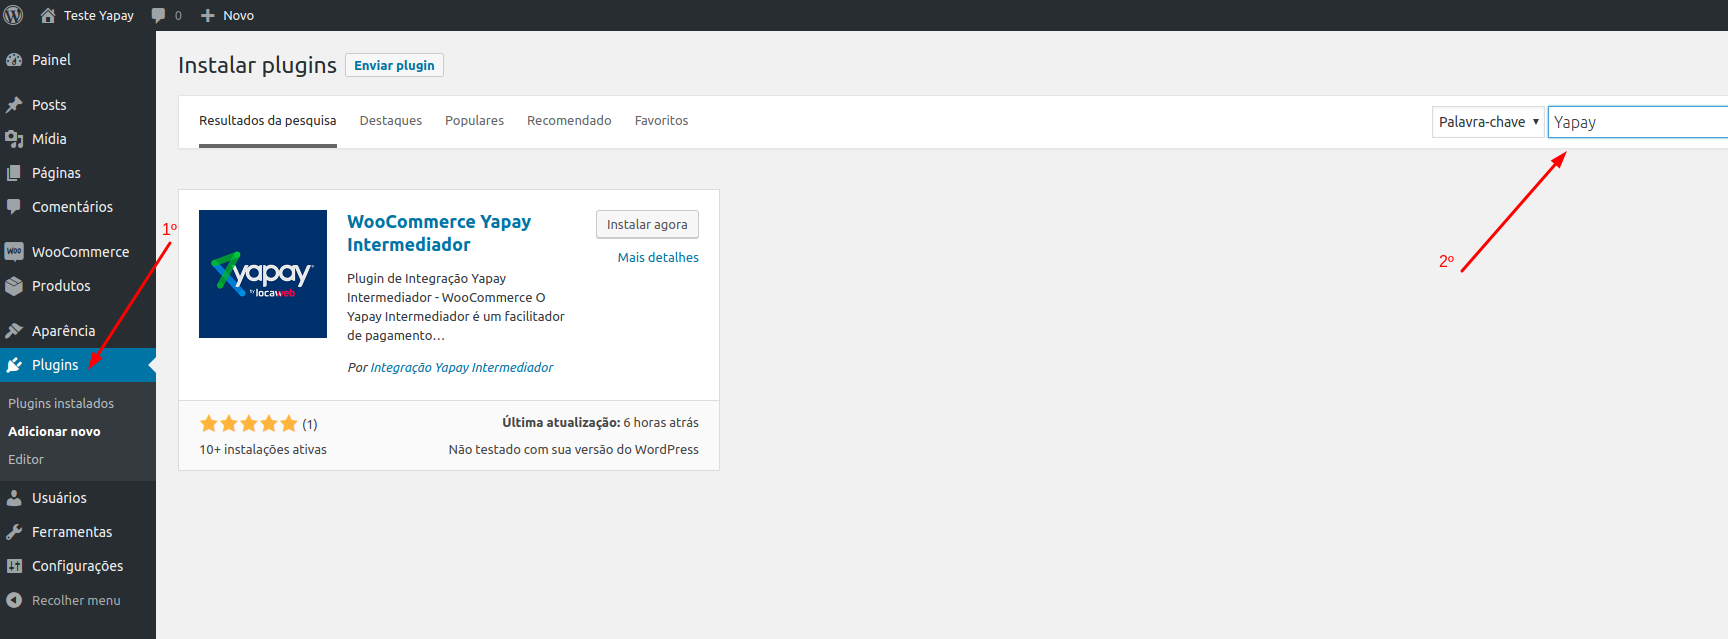 Teste Yapay 0 Novo
Painel
Posts
Mídia
Páginas
Comentários
WooCommerce
Produtos
Aparência
Plugins
Plugins instalados
Adicionar novo
Editor
Usuários
Ferramentas
Configurações
Recolher menu
Instalar plugins Enviar plugin
Resultados da pesquisa Destaques Populares Recomendado Favoritos
Palavra-chave Yapay
1º
2º
yapay
by locaweb
WooCommerce Yapay
Intermediador
Instalar agora
Mais detalhes
Plugin de Integração Yapay
Intermediador - WooCommerce O
Yapay Intermediador é um facilitador
de pagamento…
Por Integração Yapay Intermediador
(1)
10+ instalações ativas
Última atualização: 6 horas atrás
Não testado com sua versão do WordPress